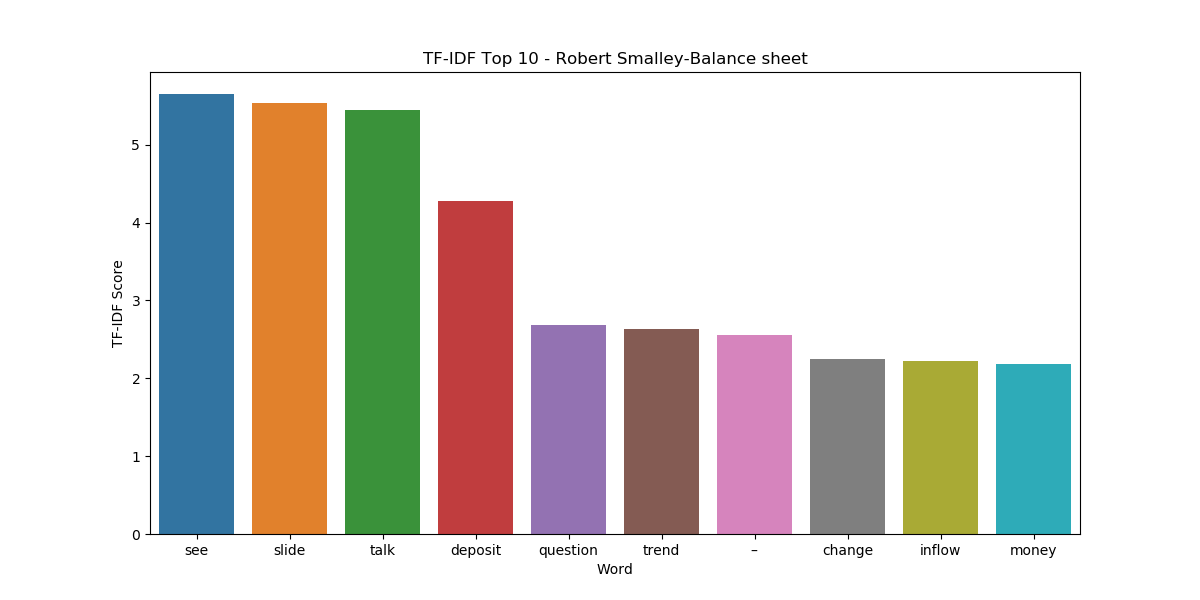 TF-IDF Top 10 - Robert Smalley-Balance sheet
TF-IDF Score
5
4
3
2
1
0
see slide talk deposit question trend – change inflow money
Word